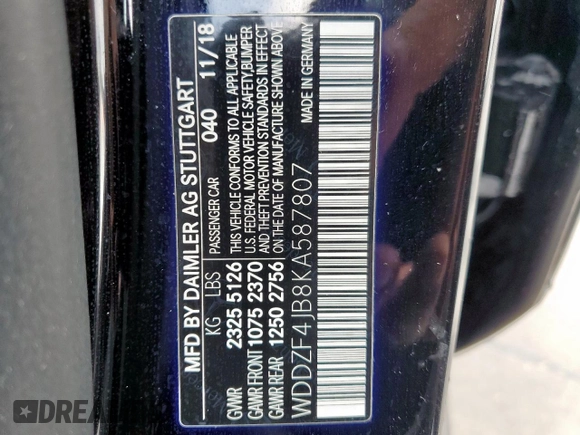 MFD BY DAIMLER AG STUTTGART
PASSENGER CAR 040 11/18
KG LBS
GVWR 2325 5126
GAWR FRONT 1075 2370
GAWR REAR 1250 2756
THIS VEHICLE CONFORMS TO ALL APPLICABLE
U.S. FEDERAL MOTOR VEHICLE SAFETY, BUMPER
AND THEFT PREVENTION STANDARDS IN EFFECT
ON THE DATE OF MANUFACTURE SHOWN ABOVE
WDDZF4JB8KA587807
MADE IN GERMANY